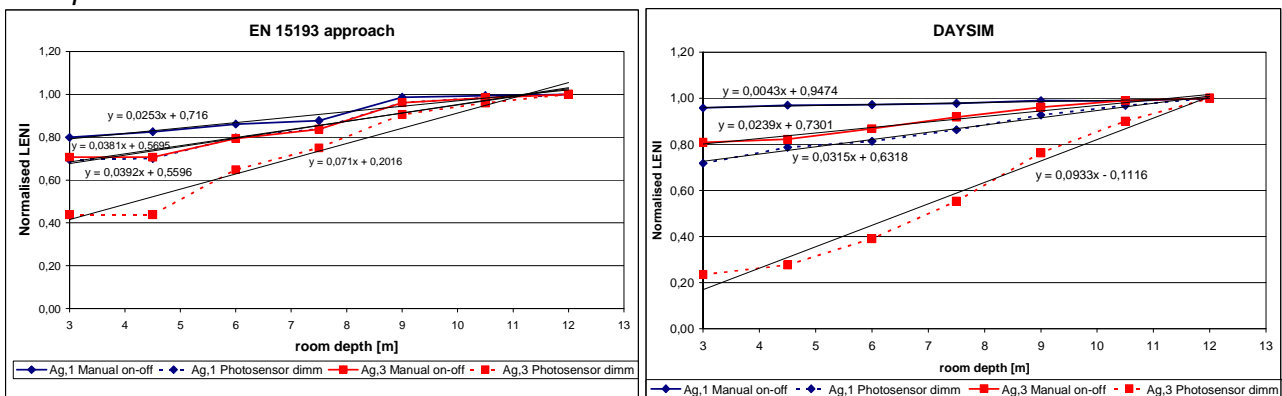 EN 15193 approach
1,20
1,00
0,80
0,60
0,40
0,20
0,00
Normalised LENI
y = 0,0253x + 0,716
y = 0,0381x + 0,5695
y = 0,0392x + 0,5596
y = 0,071x + 0,2016
3 4 5 6 7 8 9 10 11 12 13
room depth [m]
Ag,1 Manual on-off Ag,1 Photosensor dimm Ag,3 Manual on-off Ag,3 Photosensor dimm
DAYSIM
1,20
1,00
0,80
0,60
0,40
0,20
0,00
Normalised LENI
y = 0,0043x + 0,9474
y = 0,0239x + 0,7301
y = 0,0315x + 0,6318
y = 0,0933x - 0,1116
3 4 5 6 7 8 9 10 11 12 13
room depth [m]
Ag,1 Manual on-off Ag,1 Photosensor dimm Ag,3 Manual on-off Ag,3 Photosensor dimm